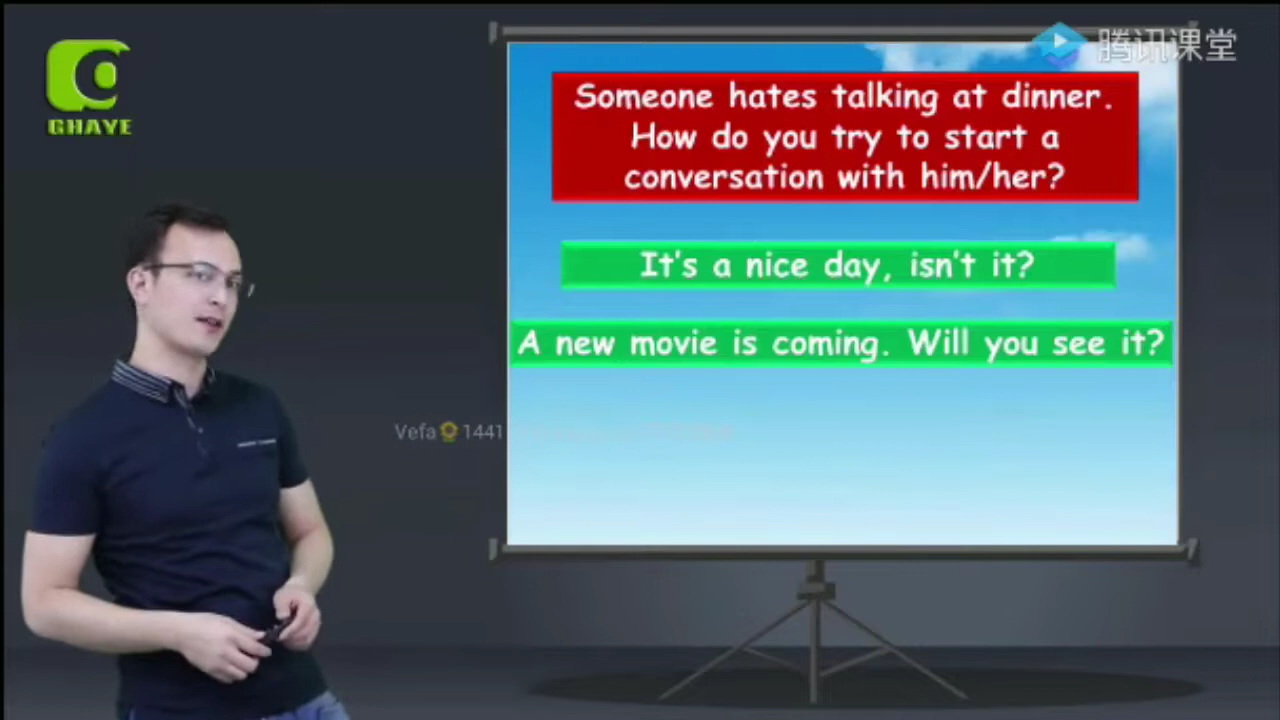 腾讯课堂
GHAYE
Someone hates talking at dinner.
How do you try to start a
conversation with him/her?
It's a nice day, isn't it?
A new movie is coming. Will you see it?
Vefa 1441